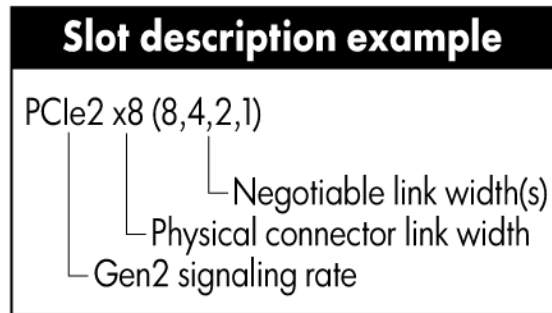 Slot description example
PCIe2 x8 (8,4,2,1)
Negotiable link width(s)
Physical connector link width
Gen2 signaling rate